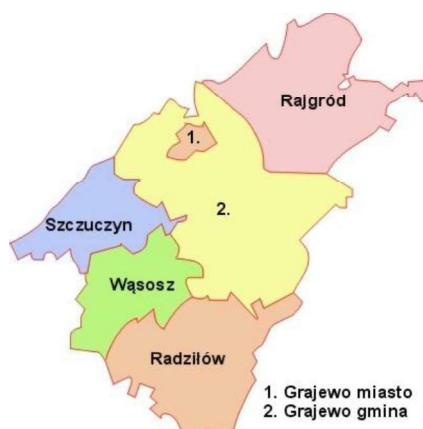 Rajgród
1.
Szczuczyn
2.
Wąsosz
Radziłów
1. Grajewo miasto
2. Grajewo gmina